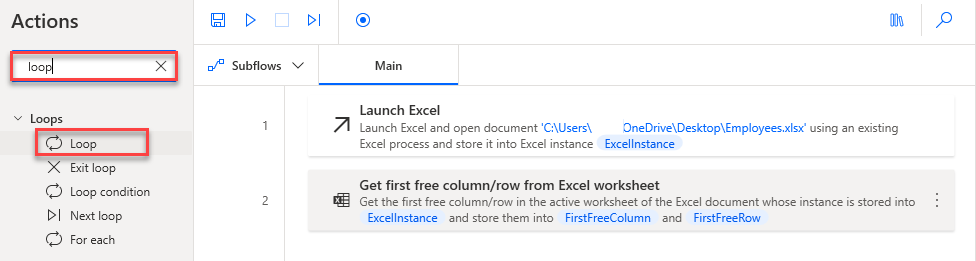 Actions
loop
Loops
Loop
Exit loop
Loop condition
Next loop
For each
Subflows
Main
1
Launch Excel
Launch Excel and open document 'C:\Users\ OneDrive\Desktop\Employees.xlsx' using an existing
Excel process and store it into Excel instance ExcelInstance
2
Get first free column/row from Excel worksheet
Get the first free column/row in the active worksheet of the Excel document whose instance is stored into
ExcelInstance and store them into FirstFreeColumn and FirstFreeRow